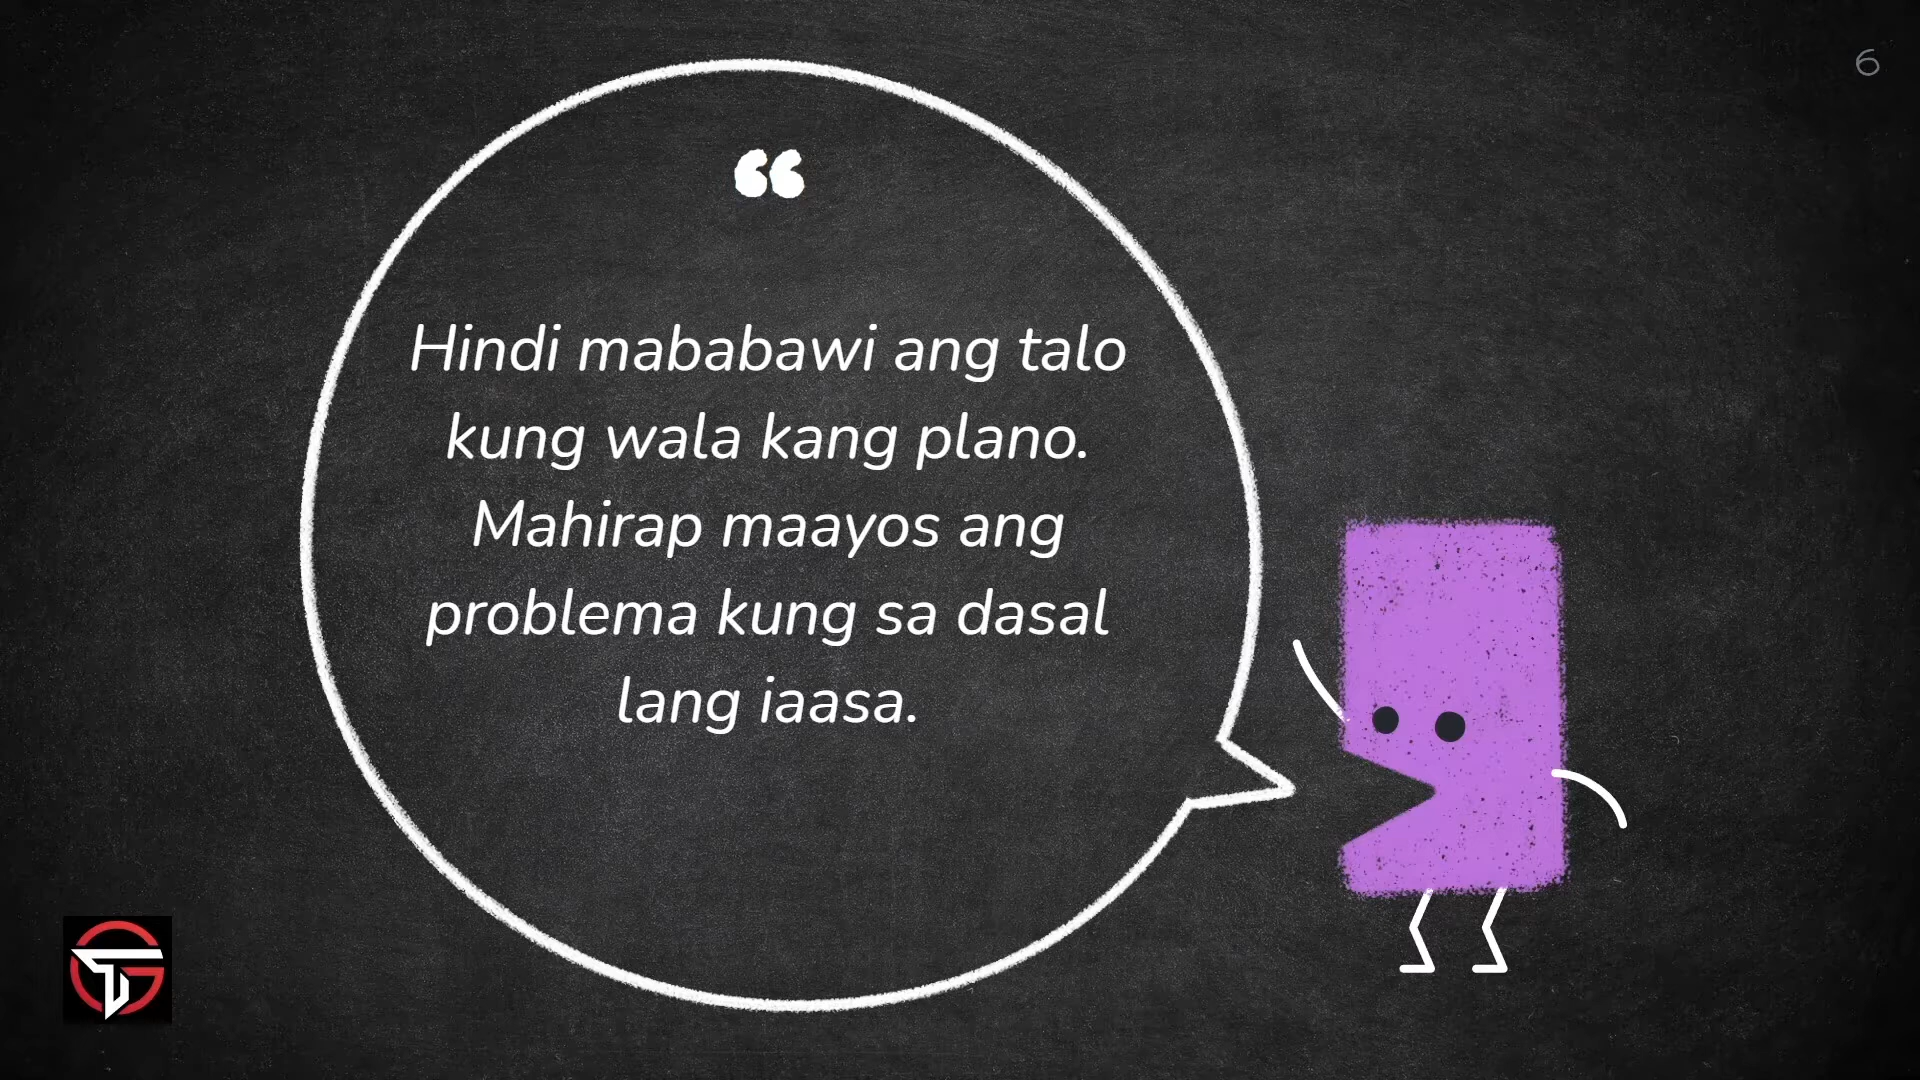 6
“
Hindi mababawi ang talo
kung wala kang plano.
Mahirap maayos ang
problema kung sa dasal
lang iaasa.